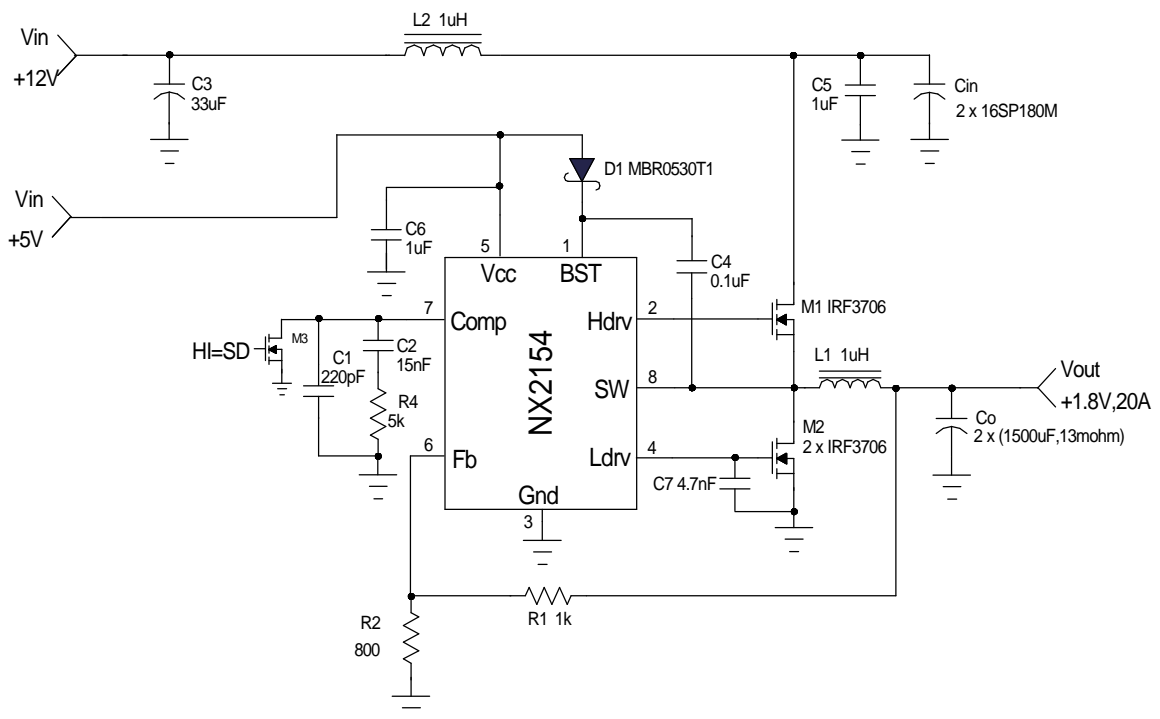 L2 1uH
Vin
+12V
C3
33uF
C5
1uF
Cin
2 x 16SP180M
D1 MBR0530T1
Vin
+5V
C6
1uF
5
1
C4
0.1uF
Vcc
BST
7
Comp
Hdrv
2
M1 IRF3706
HI=SD
M3
C1
220pF
C2
15nF
R4
5k
NX2154
SW
8
L1 1uH
Vout
+1.8V,20A
Co
2 x (1500uF,13mohm)
M2
2 x IRF3706
6
Fb
Ldrv
4
C7 4.7nF
Gnd
3
R1 1k
R2
800